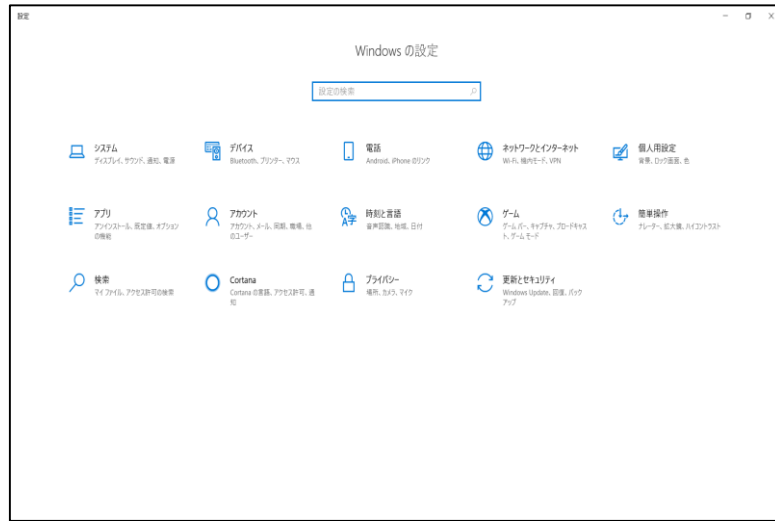 設定
Windows の設定
設定の検索
システム
ディスプレイ、サウンド、通知、電源
デバイス
Bluetooth、プリンター、マウス
電話
Android、iPhone のリンク
ネットワークとインターネット
Wi-Fi、機内モード、VPN
個人用設定
背景、ロック画面、色
アプリ
アンインストール、既定値、オプション
の機能
アカウント
アカウント、メール、同期、職場、他
のユーザー
時刻と言語
音声認識、地域、日付
ゲーム
ゲーム バー、キャプチャ、ブロードキャス
ト、ゲーム モード
簡単操作
ナレーター、拡大鏡、ハイコントラスト
検索
マイ ファイル、アクセス許可の検索
Cortana
Cortana の言語、アクセス許可、通
知
プライバシー
場所、カメラ、マイク
更新とセキュリティ
Windows Update、回復、バック
アップ